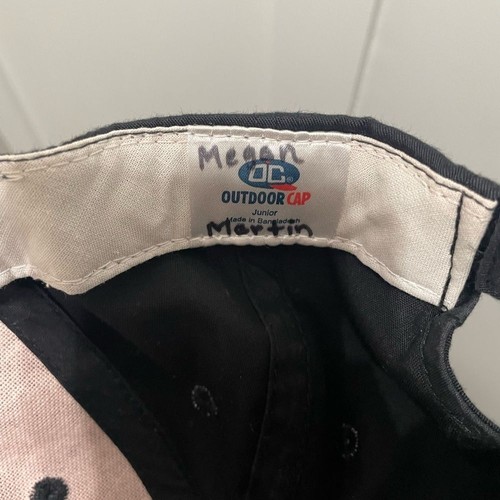 Megan
OC®
OUTDOOR CAP
Junior
Made in Bangladesh
Martin